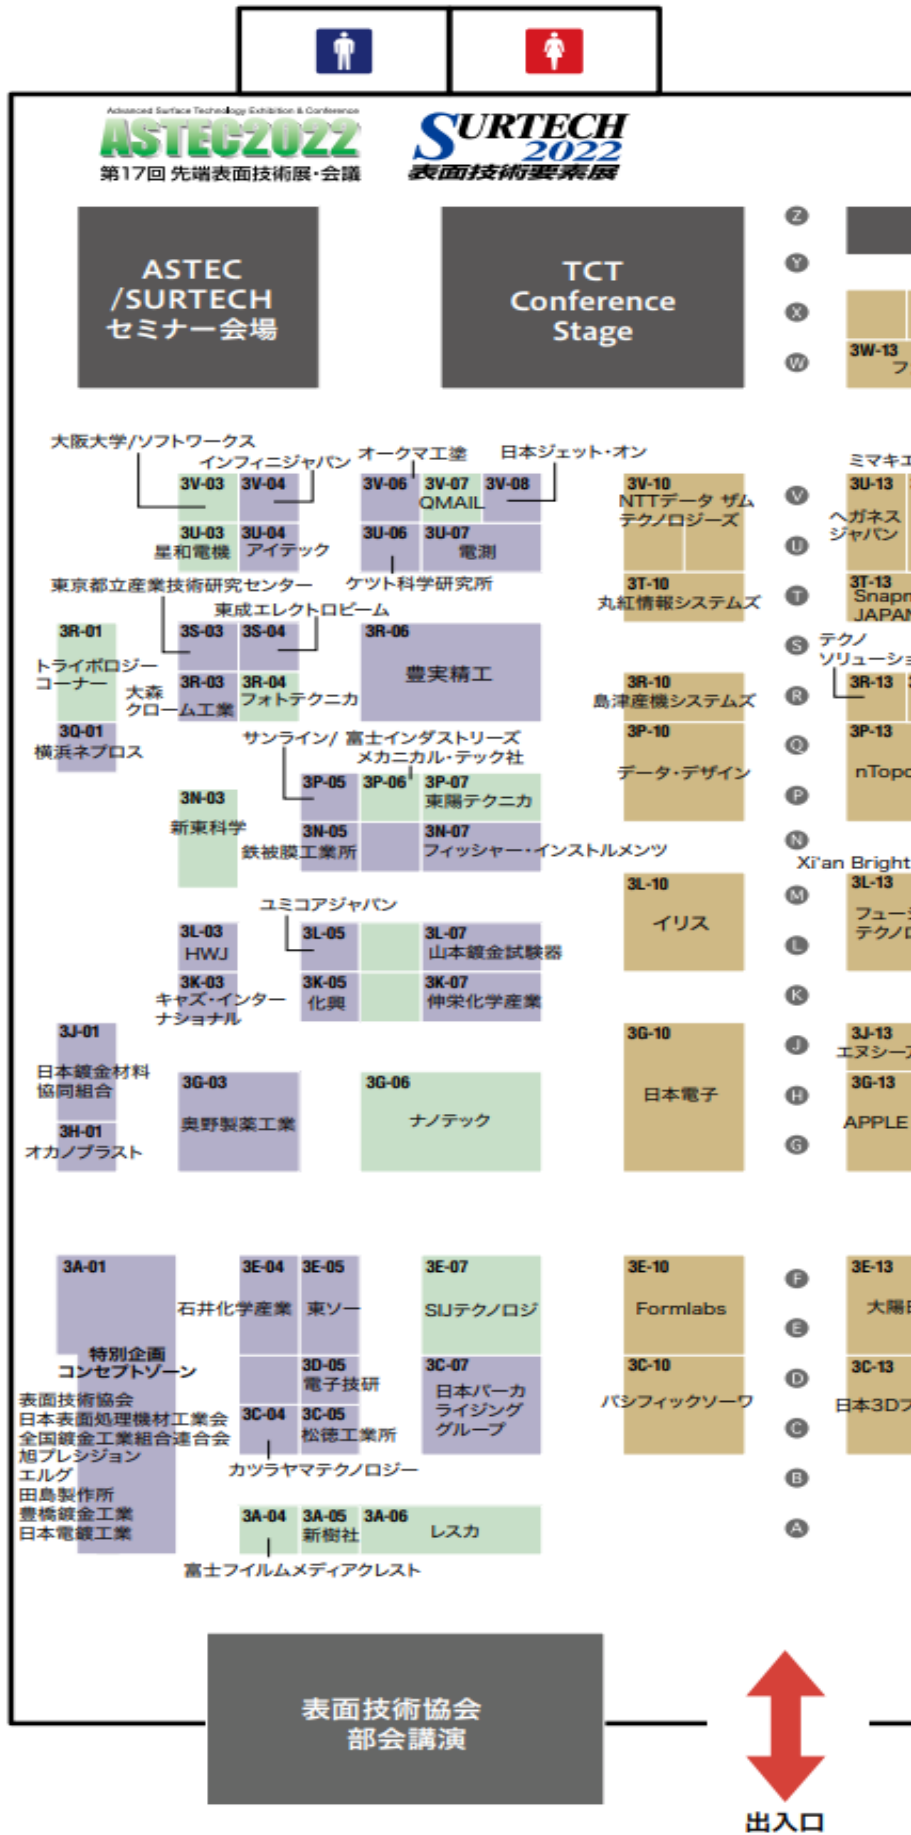 Advanced Surface Technology Exhibition & Conference
ASTEC2022
第17回 先端表面技術展・会議
SURTECH
2022
表面技術要素展
ASTEC
/SURTECH
セミナー会場
TCT
Conference
Stage
Z
Y
X
W
3W-13
フ
大阪大学/ソフトワークス
インフィニジャパン
オークマ工塗
日本ジェット・オン
3V-03
3V-04
3V-06
3V-07
QMAIL
3V-08
3V-10
NTTデータ ザム
テクノロジーズ
V
ミマキエ
3U-13
ヘガネス
ジャパン
3U-03
星和電機
3U-04
アイテック
3U-06
3U-07
電測
U
東京都立産業技術研究センター
ケツト科学研究所
3T-10
丸紅情報システムズ
T
3T-13
Snapm
JAPAN
東成エレクトロビーム
3R-01
トライボロジー
コーナー
3S-03
3S-04
3R-06
豊実精工
S
テクノ
ソリューショ
大森
クローム工業
3R-03
3R-04
フォトテクニカ
3R-10
島津産機システムズ
R
3R-13
3Q-01
横浜ネプロス
サンライン/ 富士インダストリーズ
メカニカル・テック社
3P-10
データ・デザイン
Q
3P-13
nTopo
3N-03
新東科学
3P-05
3P-06
3P-07
東陽テクニカ
P
3N-05
鉄被膜工業所
3N-07
フィッシャー・インストルメンツ
N
Xi'an Bright
ユミコアジャパン
3L-10
イリス
M
3L-13
フュージ
テクノロ
3L-03
HWJ
3L-05
3L-07
山本鍍金試験器
L
3K-03
キャズ・インター
ナショナル
3K-05
化興
3K-07
伸栄化学産業
K
3J-01
日本鍍金材料
協同組合
3G-10
日本電子
J
3J-13
エヌシーア
3G-03
奥野製薬工業
3G-06
ナノテック
H
3G-13
APPLE
3H-01
オカノブラスト
G
3A-01
特別企画
コンセプトゾーン
表面技術協会
日本表面処理機材工業会
全国鍍金工業組合連合会
旭プレシジョン
エルグ
田島製作所
豊橋鍍金工業
日本電鍍工業
3E-04
石井化学産業
3E-05
東ソー
3E-07
SIJテクノロジ
3E-10
Formlabs
F
E
3E-13
大陽日
3D-05
電子技研
3C-07
日本パーカ
ライジング
グループ
3C-10
パシフィックソーワ
D
3C-13
日本3Dプ
3C-04
3C-05
松徳工業所
C
カツラヤマテクノロジー
B
3A-04
3A-05
新樹社
3A-06
レスカ
A
富士フイルムメディアクレスト
表面技術協会
部会講演
出入口